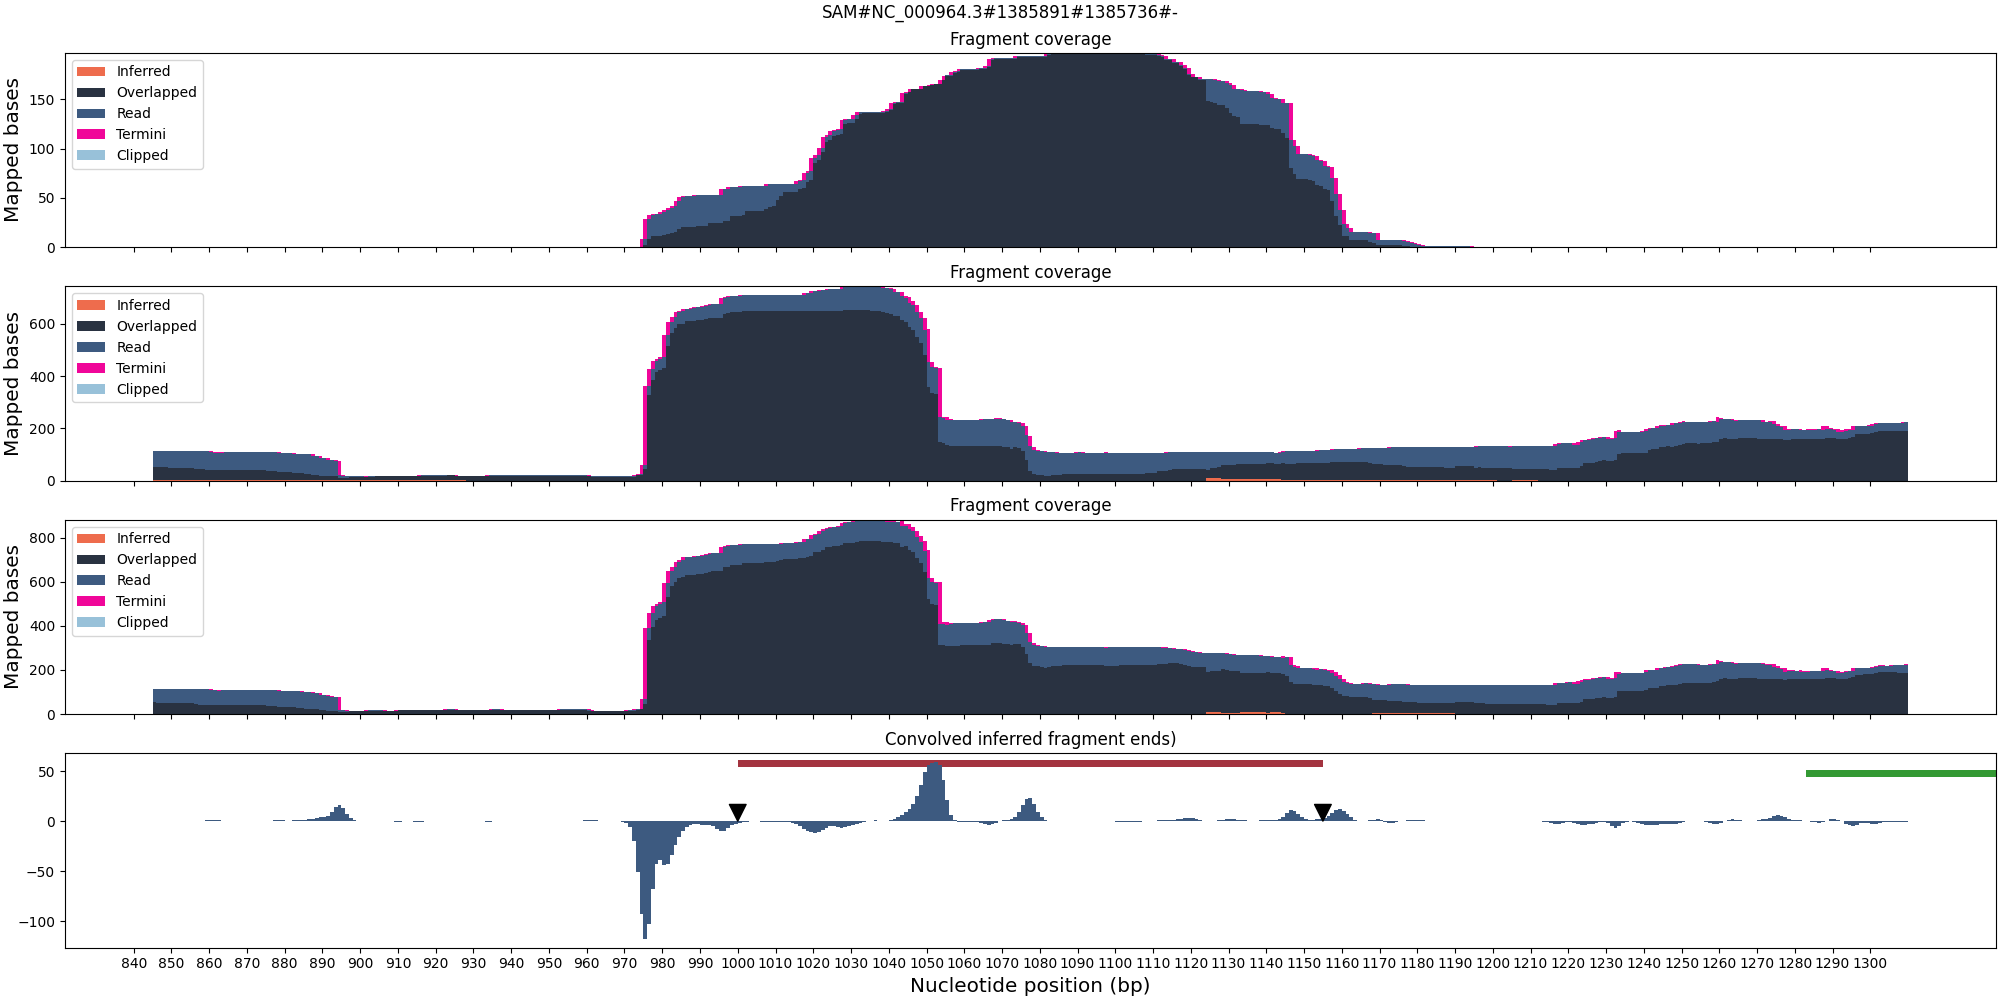 SAM#NC_000964.3#1385891#1385736#-
Fragment coverage
Mapped bases
150
100
50
0
Inferred
Overlapped
Read
Termini
Clipped
Fragment coverage
Mapped bases
600
400
200
0
Inferred
Overlapped
Read
Termini
Clipped
Fragment coverage
Mapped bases
800
600
400
200
0
Inferred
Overlapped
Read
Termini
Clipped
Convolved inferred fragment ends)
50
0
−50
−100
840 850 860 870 880 890 900 910 920 930 940 950 960 970 980 990 1000 1010 1020 1030 1040 1050 1060 1070 1080 1090 1100 1110 1120 1130 1140 1150 1160 1170 1180 1190 1200 1210 1220 1230 1240 1250 1260 1270 1280 1290 1300
Nucleotide position (bp)